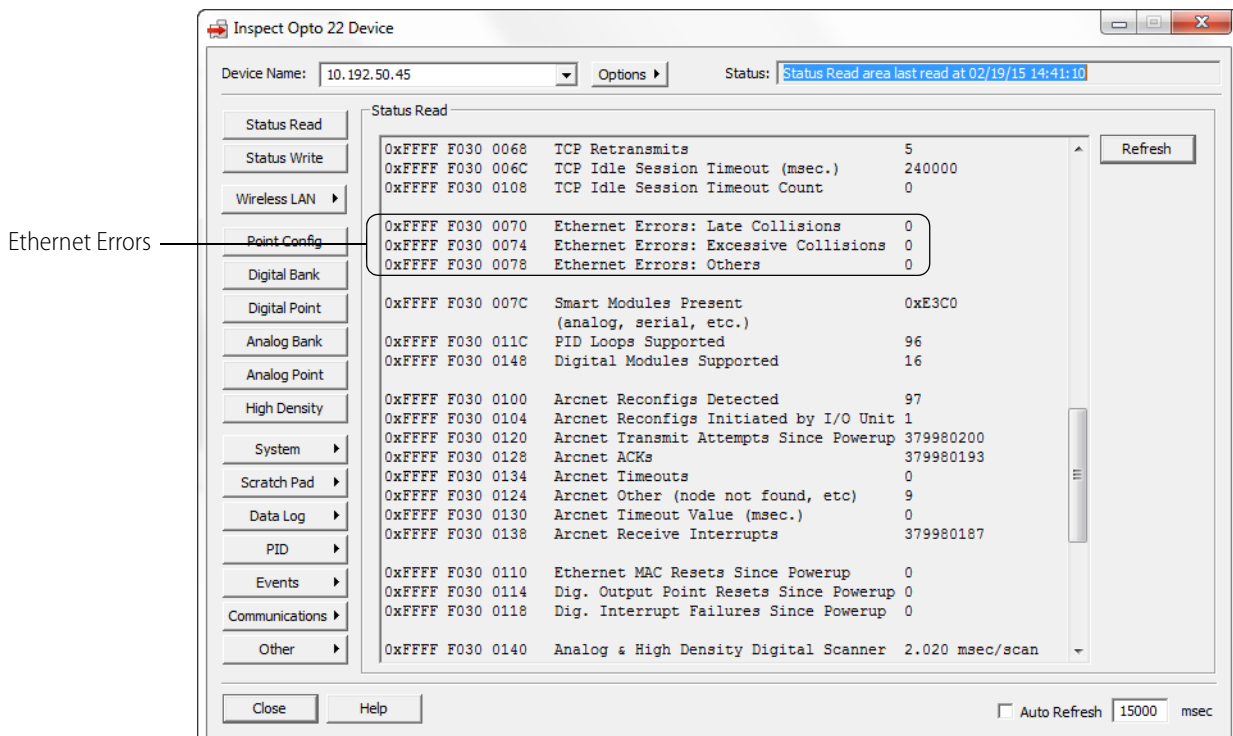 Inspect Opto 22 Device
Device Name: 10.192.50.45 Options Status: Status Read area last read at 02/19/15 14:41:10
Status Read
Status Write
Wireless LAN
Point Config
Digital Bank
Digital Point
Analog Bank
Analog Point
High Density
System
Scratch Pad
Data Log
PID
Events
Communications
Other
Ethernet Errors
Status Read
0xFFFF F030 0068 TCP Retransmits 5
0xFFFF F030 006C TCP Idle Session Timeout (msec.) 240000
0xFFFF F030 0108 TCP Idle Session Timeout Count 0
0xFFFF F030 0070 Ethernet Errors: Late Collisions 0
0xFFFF F030 0074 Ethernet Errors: Excessive Collisions 0
0xFFFF F030 0078 Ethernet Errors: Others 0
0xFFFF F030 007C Smart Modules Present 0xE3C0
(analog, serial, etc.)
0xFFFF F030 011C PID Loops Supported 96
0xFFFF F030 0148 Digital Modules Supported 16
0xFFFF F030 0100 Arcnet Reconfigs Detected 97
0xFFFF F030 0104 Arcnet Reconfigs Initiated by I/O Unit 1
0xFFFF F030 0120 Arcnet Transmit Attempts Since Powerup 379980200
0xFFFF F030 0128 Arcnet ACKs 379980193
0xFFFF F030 0134 Arcnet Timeouts 0
0xFFFF F030 0124 Arcnet Other (node not found, etc) 9
0xFFFF F030 0130 Arcnet Timeout Value (msec.) 0
0xFFFF F030 0138 Arcnet Receive Interrupts 379980187
0xFFFF F030 0110 Ethernet MAC Resets Since Powerup 0
0xFFFF F030 0114 Dig. Output Point Resets Since Powerup 0
0xFFFF F030 0118 Dig. Interrupt Failures Since Powerup 0
0xFFFF F030 0140 Analog & High Density Digital Scanner 2.020 msec/scan
Refresh
Close Help Auto Refresh 15000 msec